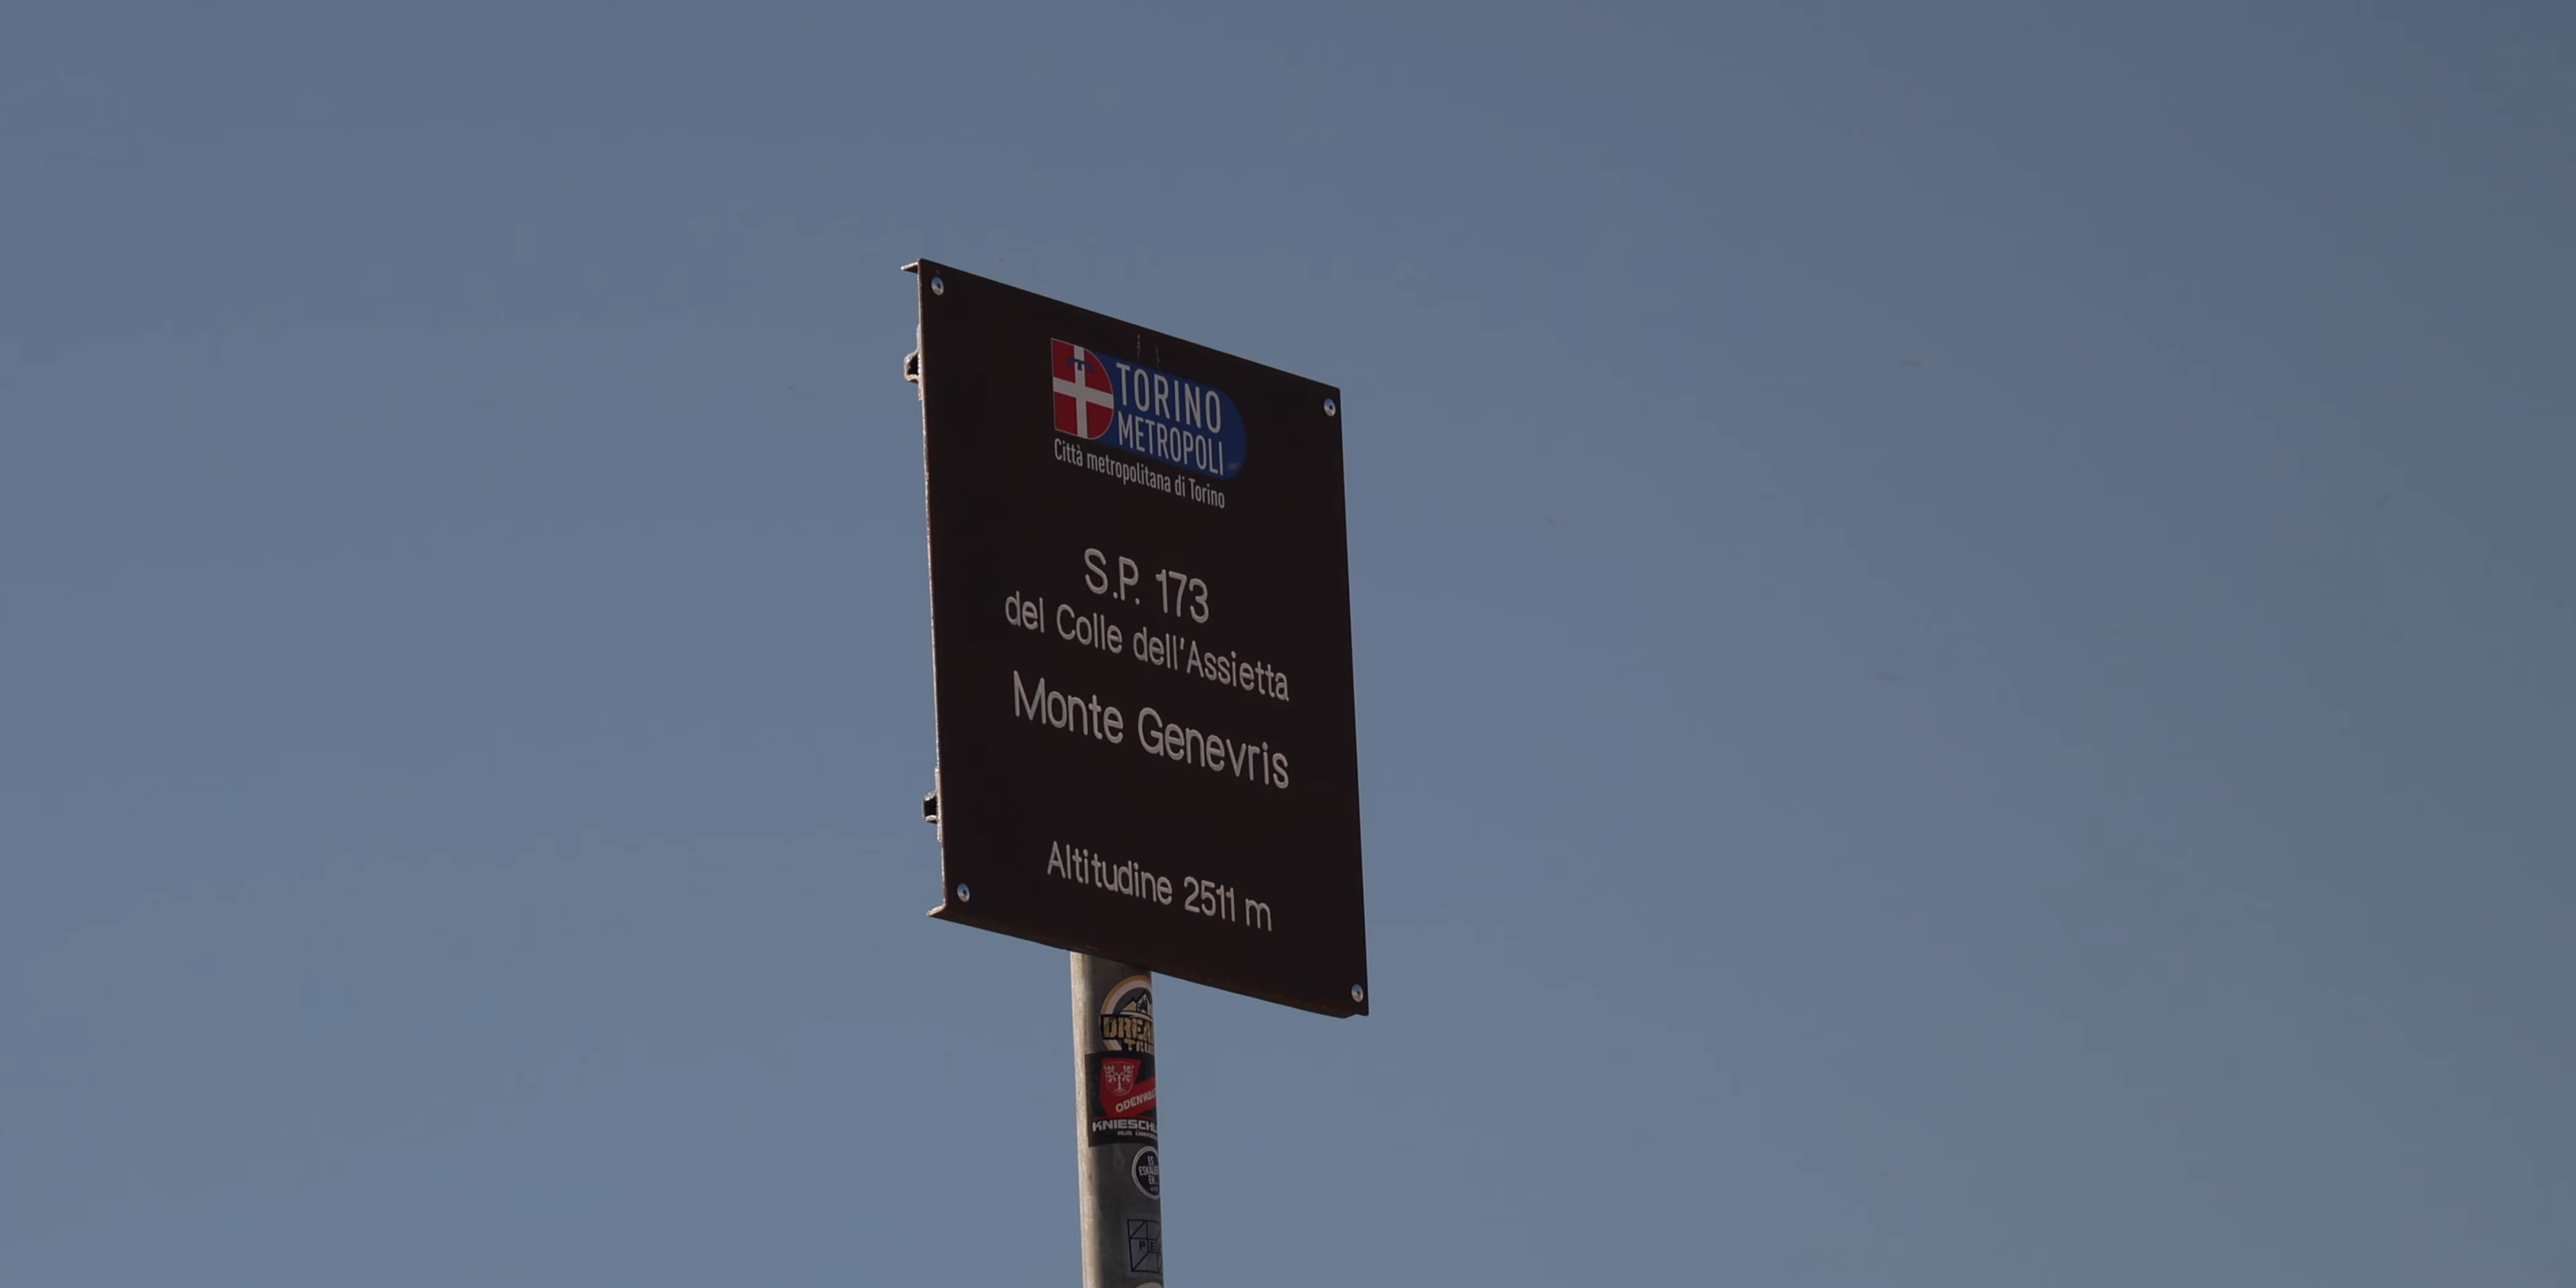 TORINO
METROPOLI
Città metropolitana di Torino
S.P. 173
del Colle dell'Assietta
Monte Genevris
Altitudine 2511 m